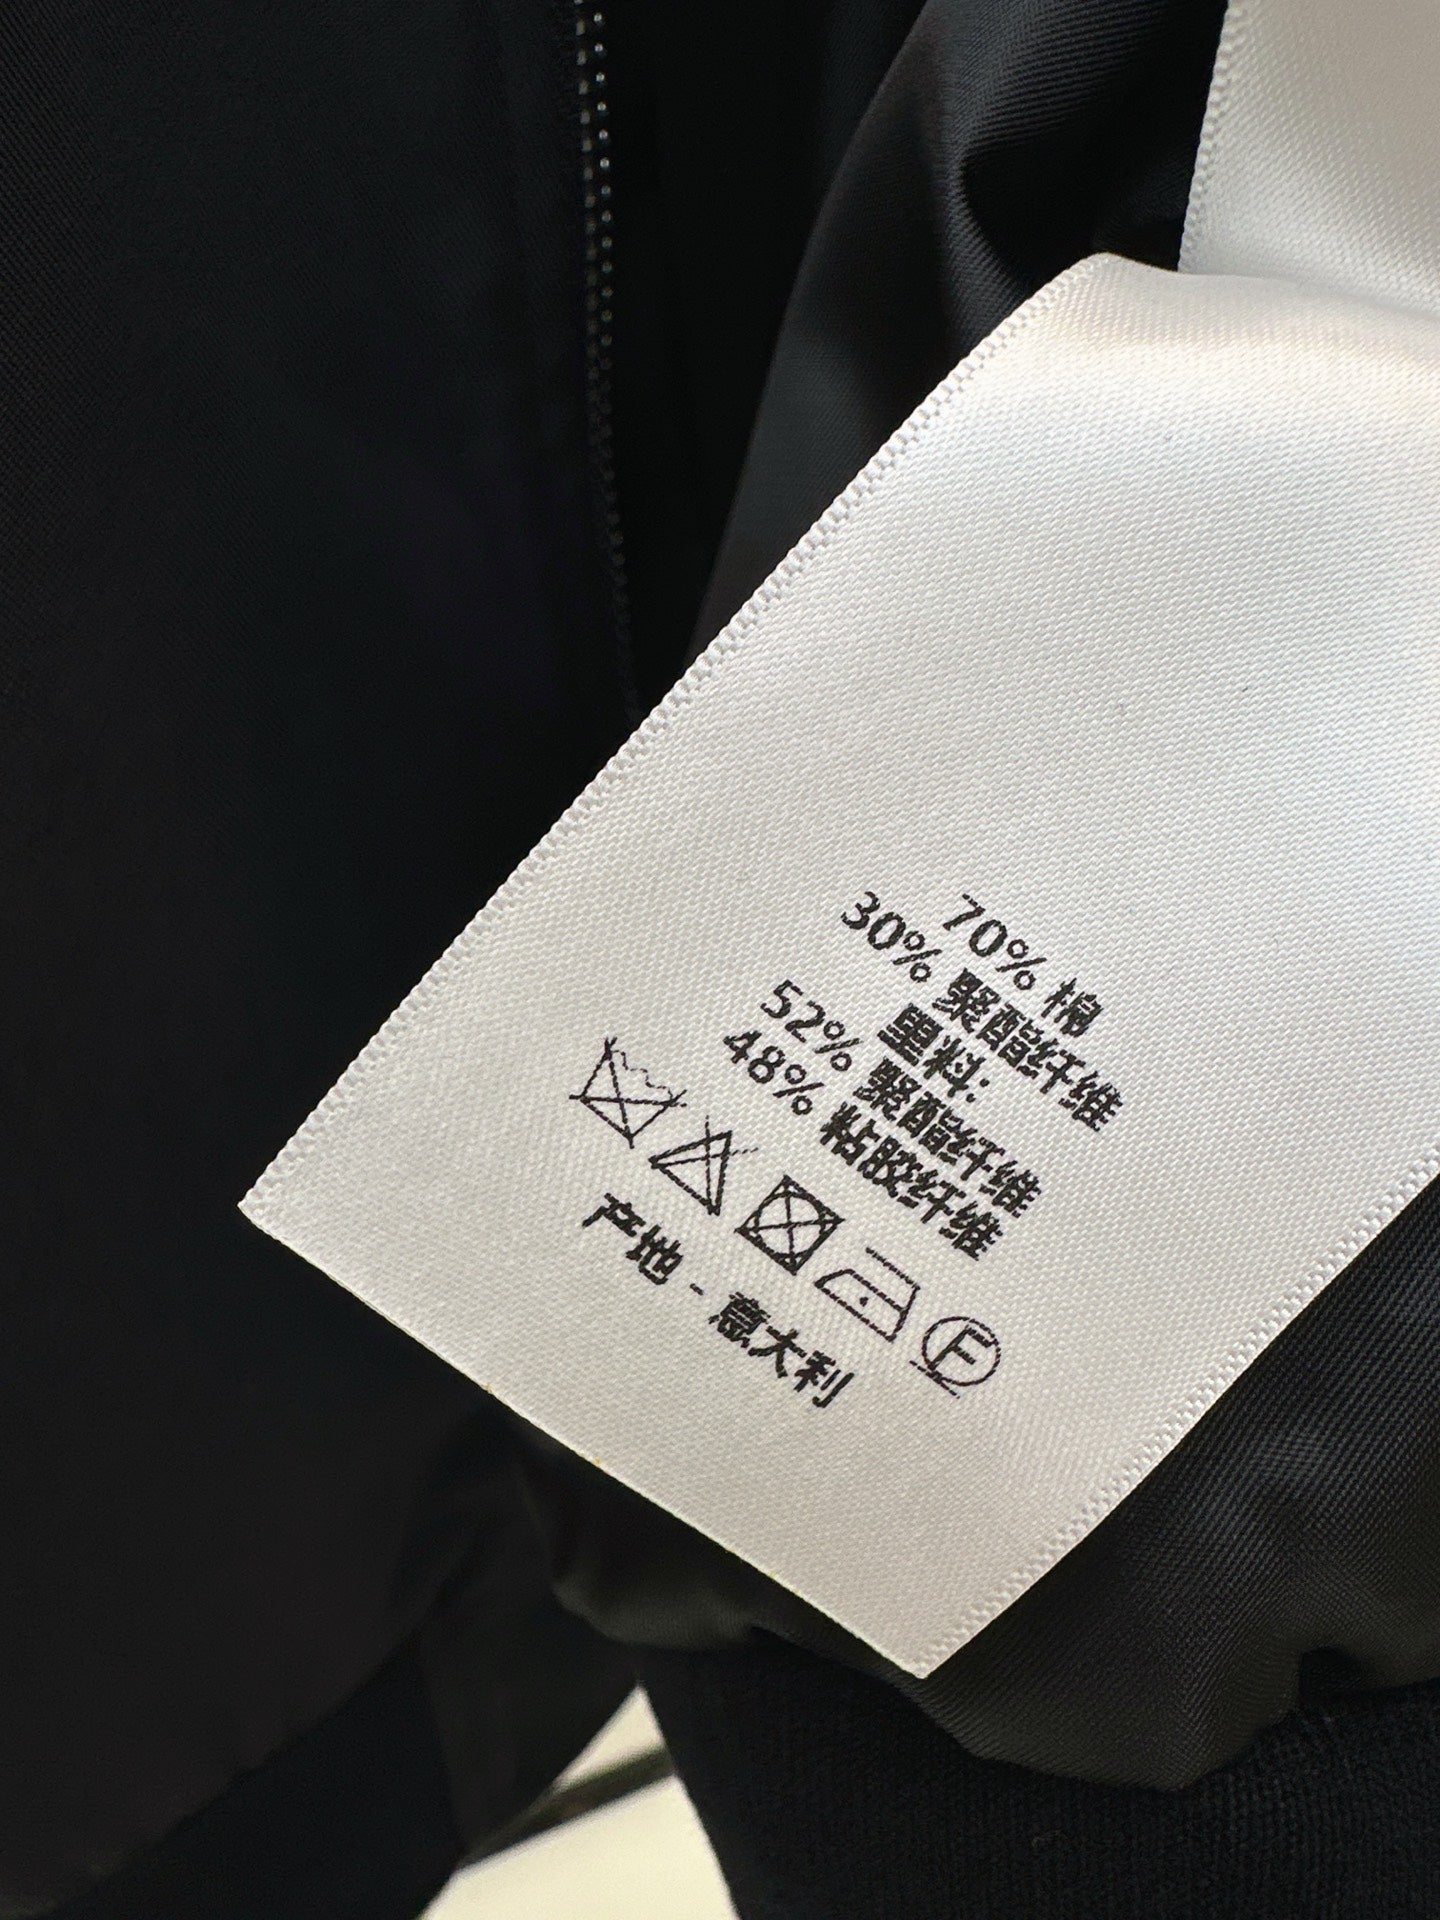 70% 棉
30% 聚酯纤维
里料:
52% 聚酯纤维
48% 粘胶纤维
F
产地 - 意大利